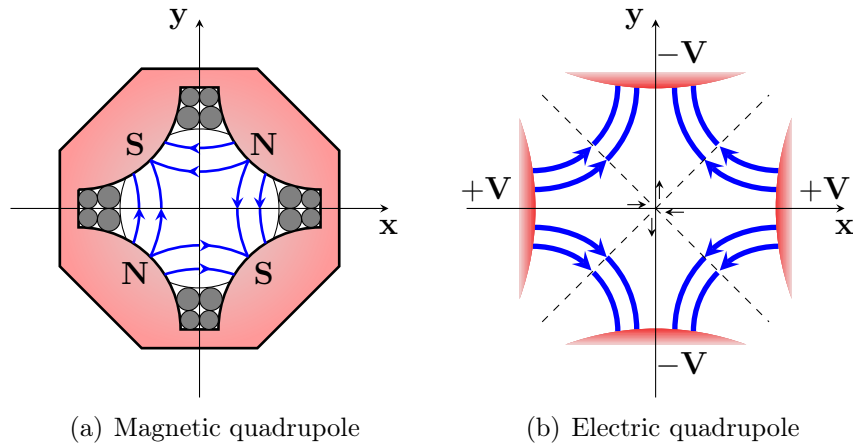 y
S
N
x
N
S
(a) Magnetic quadrupole
y
−V
+V
+V
x
−V
(b) Electric quadrupole